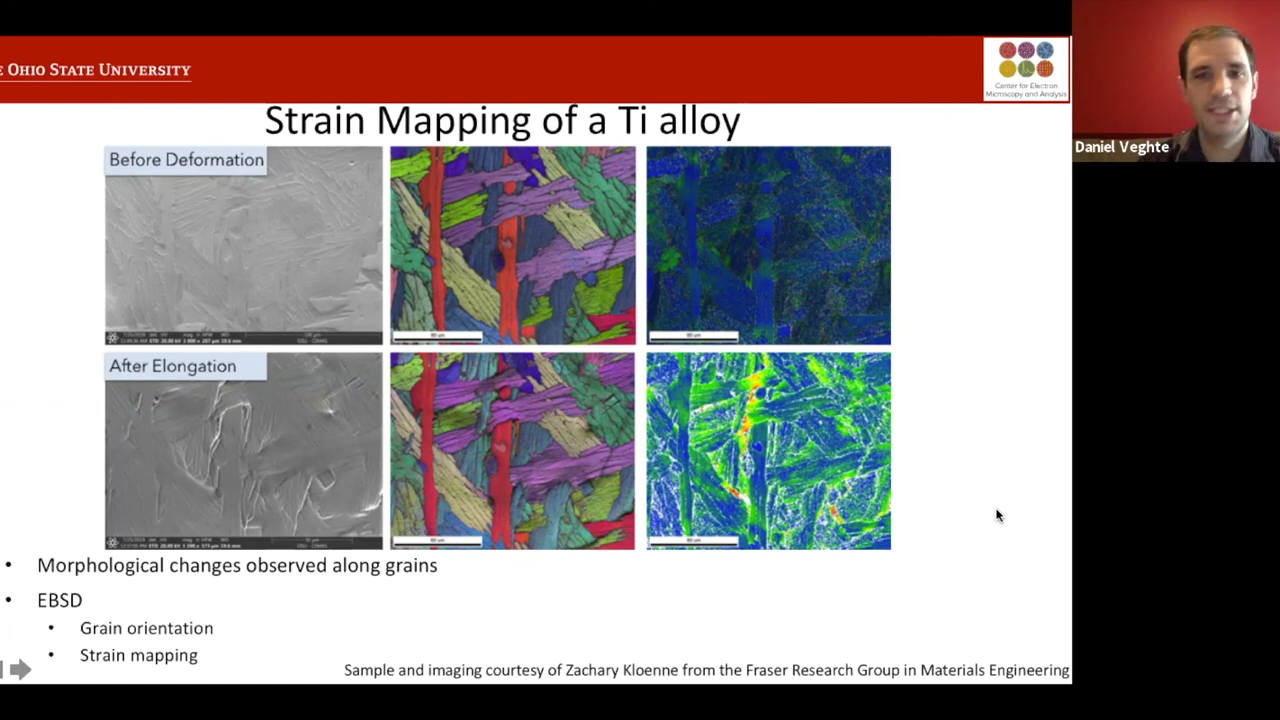 E OHIO STATE UNIVERSITY
Center for Electron
Microscopy and Analysis
Daniel Veghte
Strain Mapping of a Ti alloy
Before Deformation
After Elongation
• Morphological changes observed along grains
• EBSD
• Grain orientation
• Strain mapping
Sample and imaging courtesy of Zachary Kloenne from the Fraser Research Group in Materials Engineering